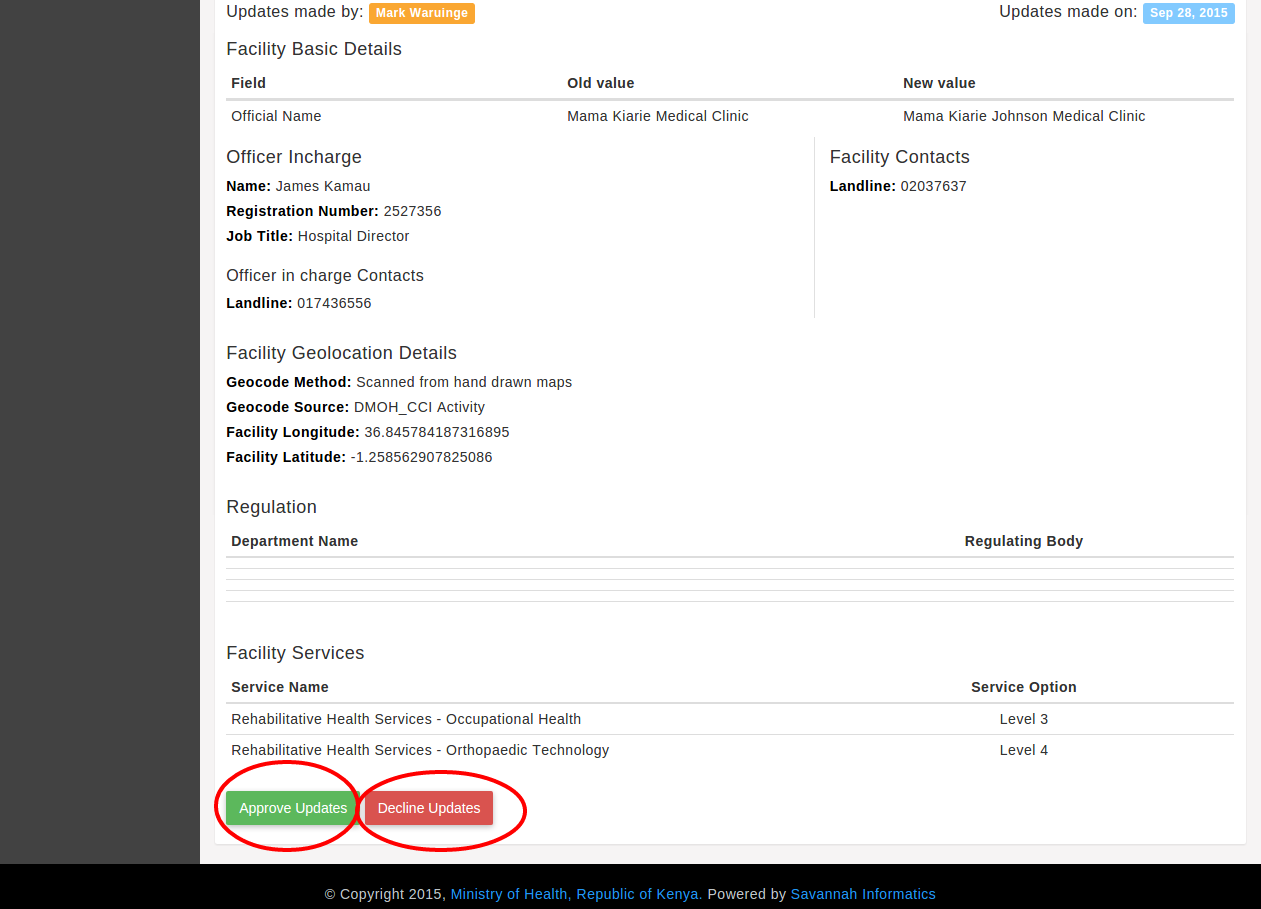 Updates made by: Mark Waruinge Updates made on: Sep 28, 2015
Facility Basic Details
Field Old value New value
Official Name Mama Kiarie Medical Clinic Mama Kiarie Johnson Medical Clinic
Officer Incharge
Name: James Kamau
Registration Number: 2527356
Job Title: Hospital Director
Officer in charge Contacts
Landline: 017436556
Facility Contacts
Landline: 02037637
Facility Geolocation Details
Geocode Method: Scanned from hand drawn maps
Geocode Source: DMOH_CCI Activity
Facility Longitude: 36.845784187316895
Facility Latitude: -1.258562907825086
Regulation
Department Name Regulating Body
Facility Services
Service Name Service Option
Rehabilitative Health Services - Occupational Health Level 3
Rehabilitative Health Services - Orthopaedic Technology Level 4
Approve Updates Decline Updates
© Copyright 2015, Ministry of Health, Republic of Kenya. Powered by Savannah Informatics